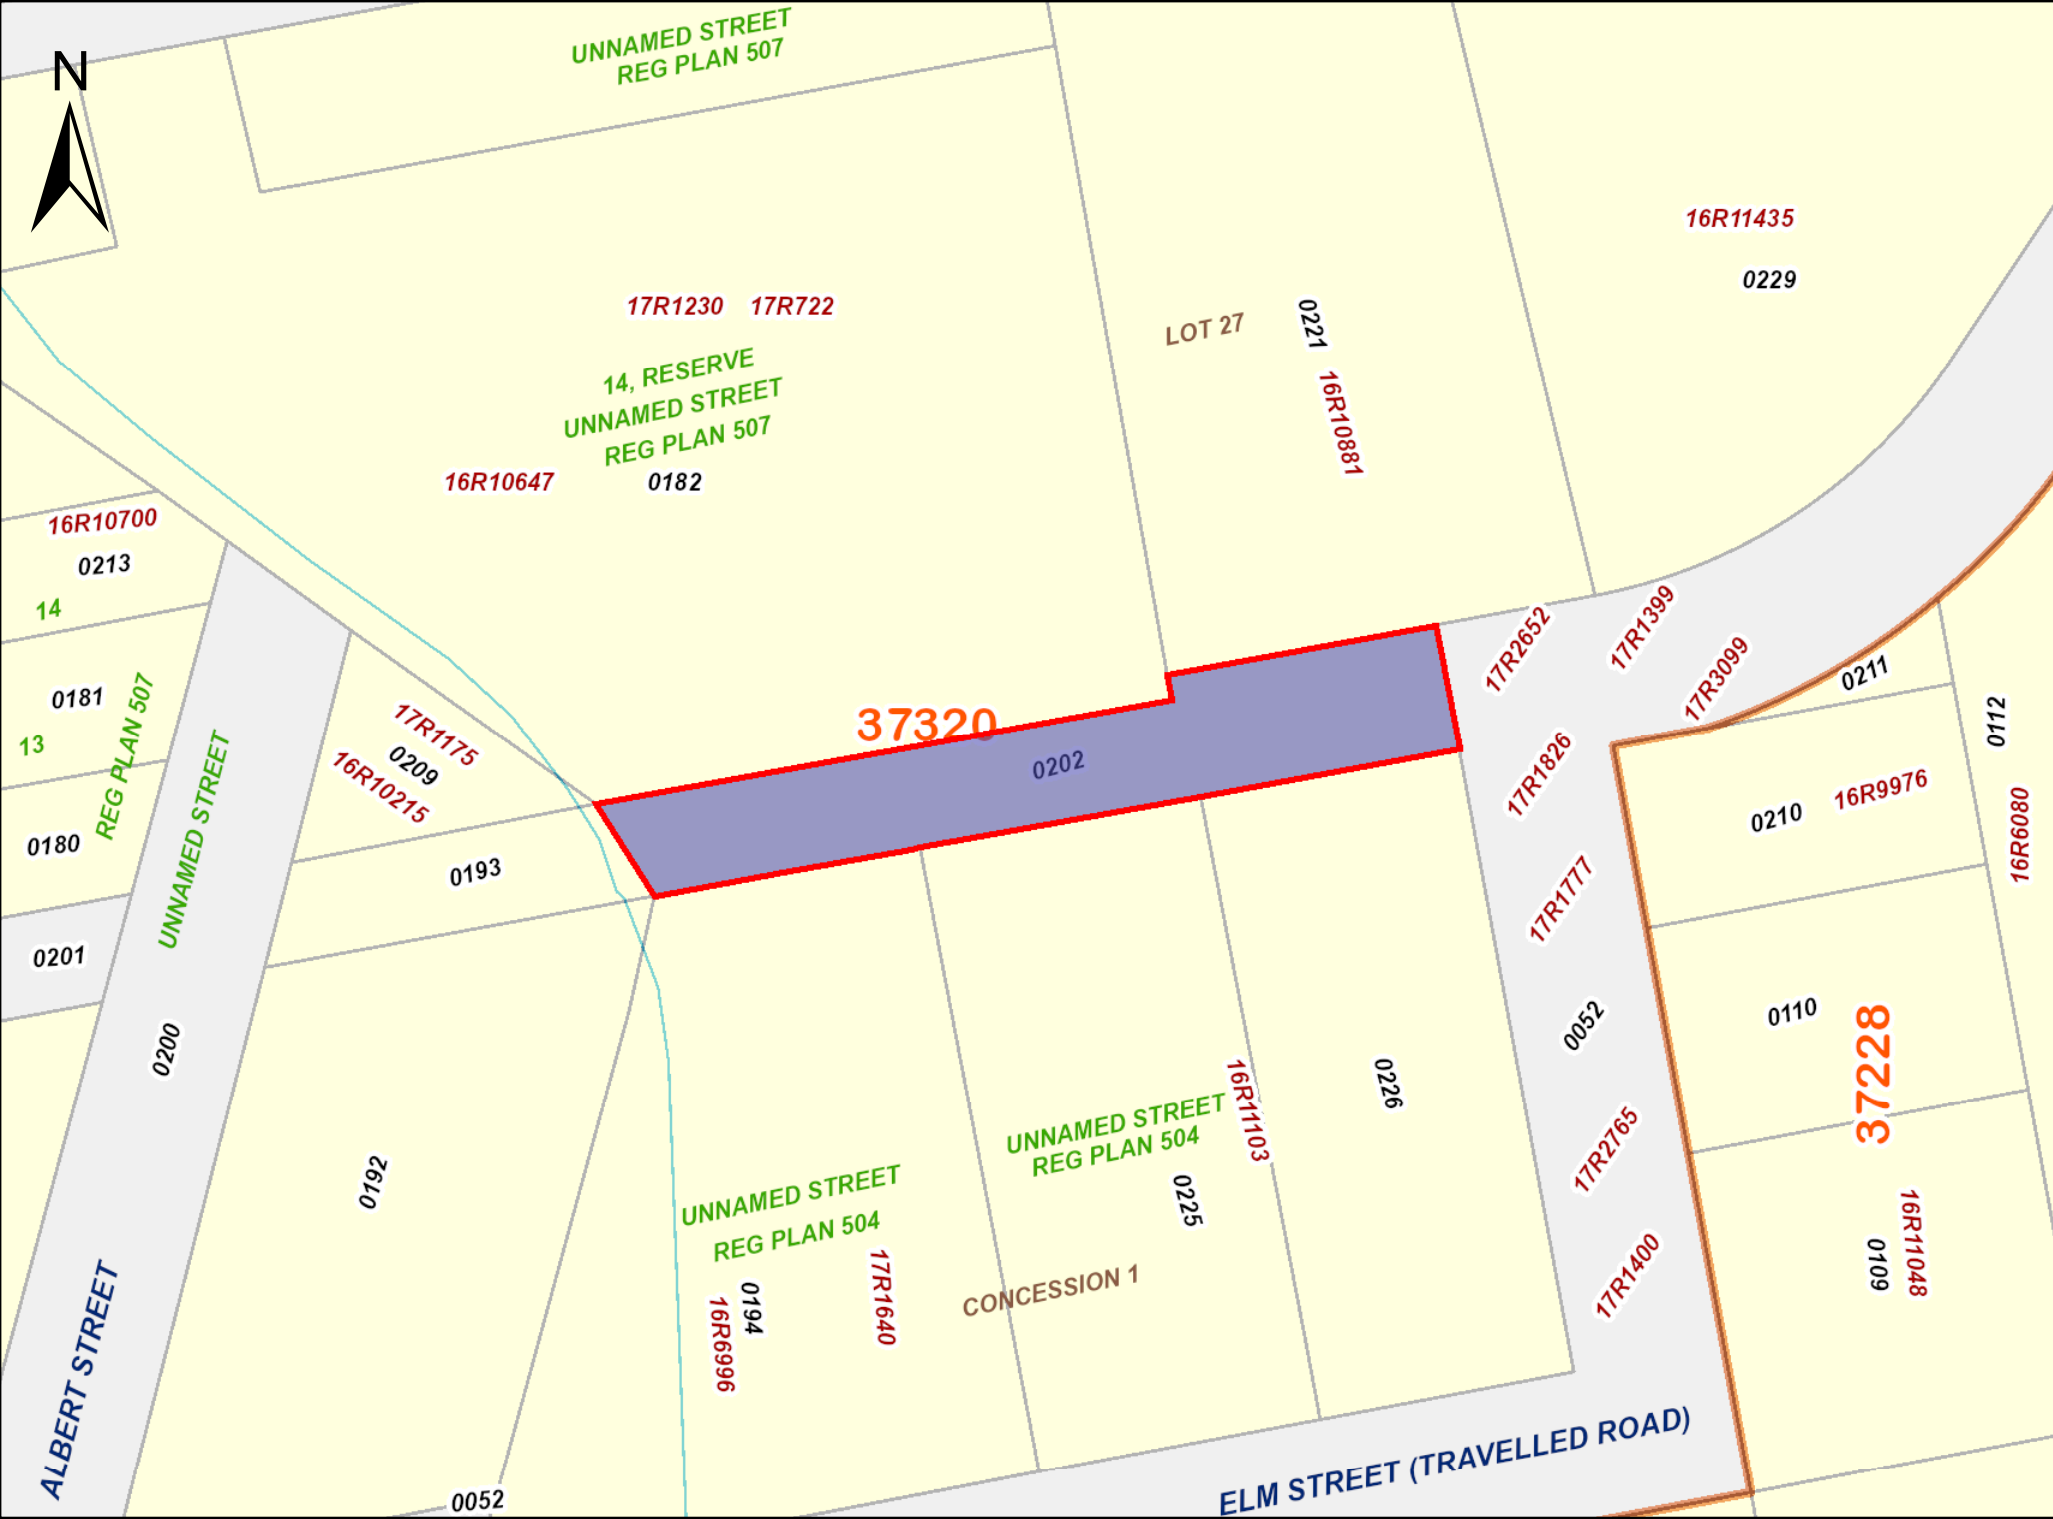 UNNAMED STREET
REG PLAN 507
N
16R11435
0229
17R1230 17R722
LOT 27
0221
16R10881
14, RESERVE
UNNAMED STREET
REG PLAN 507
16R10647
0182
16R10700
0213
14
0181
13
REG PLAN 507
0180
UNNAMED STREET
0201
0200
ALBERT STREET
17R1175
0209
16R10215
0193
37320
0202
17R2652
17R1399
17R3099
0211
0112
17R1826
0210
16R9976
16R6080
17R1777
0052
0110
37228
17R2765
17R1400
16R11048
0109
0192
UNNAMED STREET
REG PLAN 504
16R11103
0226
0225
UNNAMED STREET
REG PLAN 504
0194
16R6996
17R1640
CONCESSION 1
0052
ELM STREET (TRAVELLED ROAD)